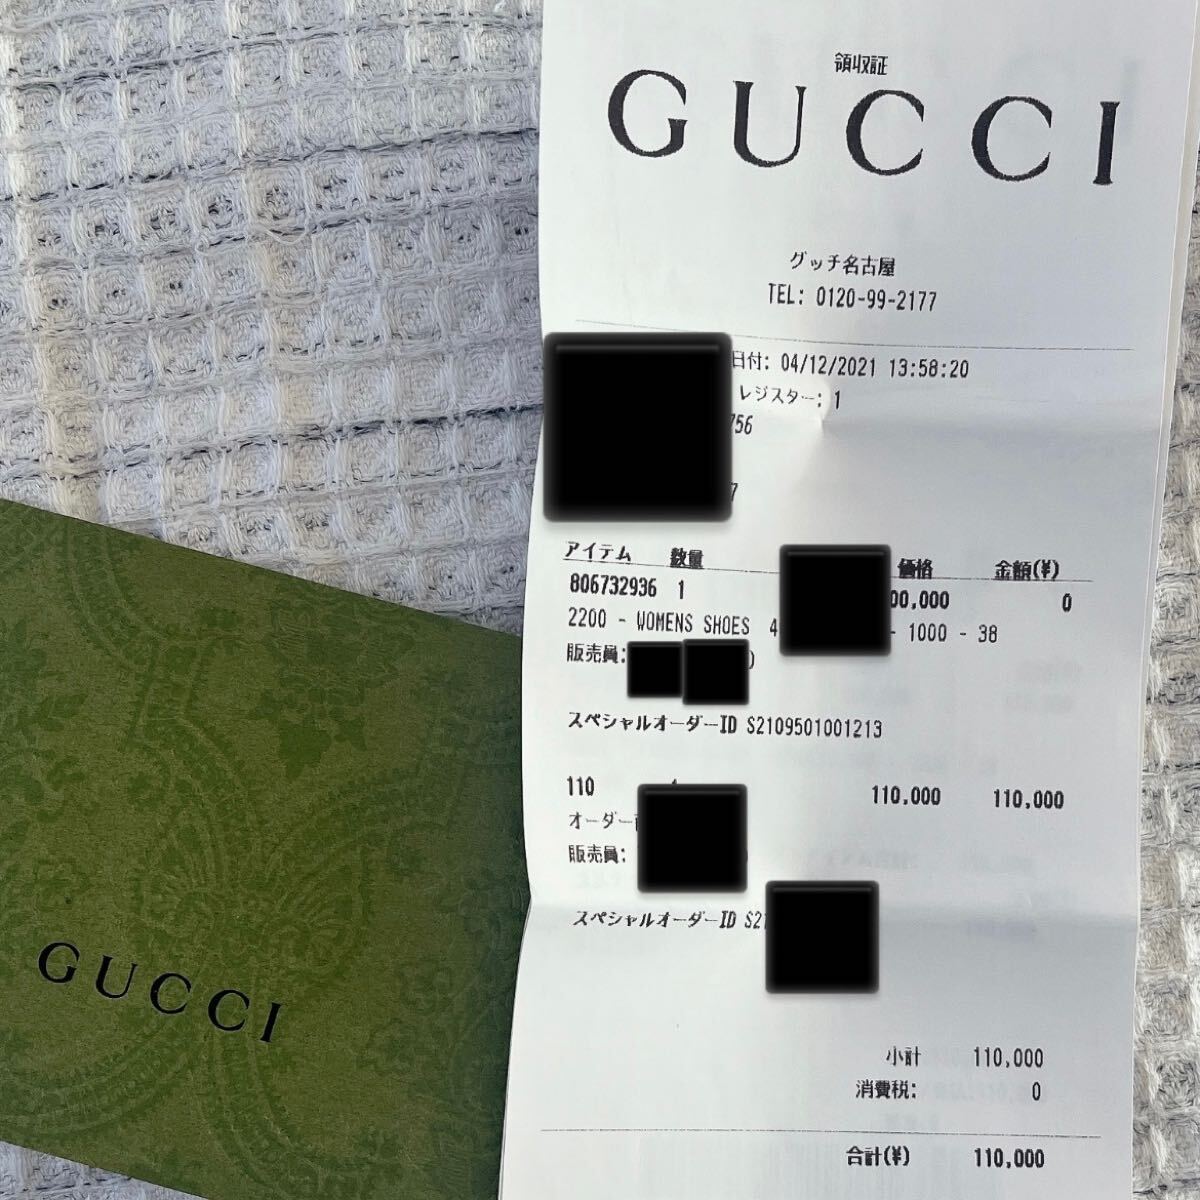 領収証
GUCCI
グッチ名古屋
TEL: 0120-99-2177
日付: 04/12/2021 13:58:20
レジスター: 1
756
7
アイテム 数量 価格 金額(¥)
806732936 1 00,000 0
2200 - WOMENS SHOES 4 - 1000 - 38
販売員: )
スペシャルオーダーID S2109501001213
110 110,000 110,000
オーダー
販売員:
スペシャルオーダーID S21
小計 110,000
消費税: 0
合計(¥) 110,000
GUCCI